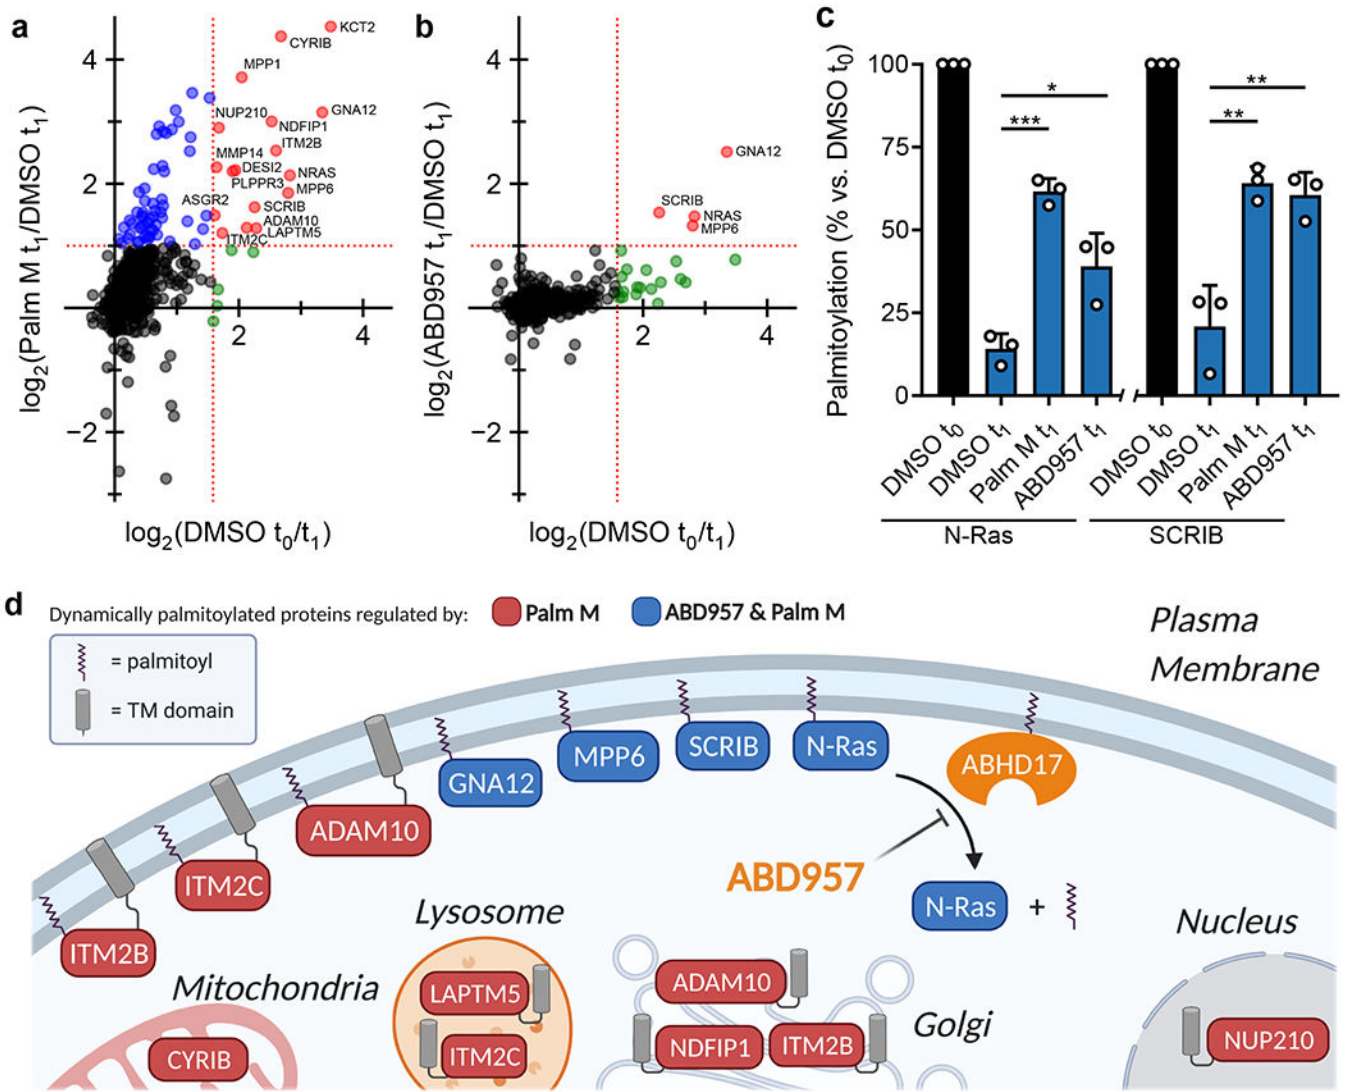 a
log2(Palm M t1/DMSO t1)
4
2
−2
2
4
KCT2
CYRIB
MPP1
GNA12
NUP210
NDFIP1
ITM2B
MMP14
DESI2
NRAS
PLPPR3
MPP6
ASGR2
SCRIB
ADAM10
LAPTM5
ITM2C
log2(DMSO t0/t1)
b
log2(ABD957 t1/DMSO t1)
4
2
−2
2
4
GNA12
SCRIB
NRAS
MPP6
log2(DMSO t0/t1)
c
Palmitoylation (% vs. DMSO t0)
100
75
50
25
0
*
***
**
**
DMSO t0
DMSO t1
Palm M t1
ABD957 t1
DMSO t0
DMSO t1
Palm M t1
ABD957 t1
N-Ras
SCRIB
d
Dynamically palmitoylated proteins regulated by:
Palm M
ABD957 & Palm M
= palmitoyl
= TM domain
Plasma
Membrane
ITM2B
ITM2C
ADAM10
GNA12
MPP6
SCRIB
N-Ras
ABHD17
ABD957
N-Ras
+
Mitochondria
CYRIB
Lysosome
LAPTM5
ITM2C
Golgi
ADAM10
NDFIP1
ITM2B
Nucleus
NUP210